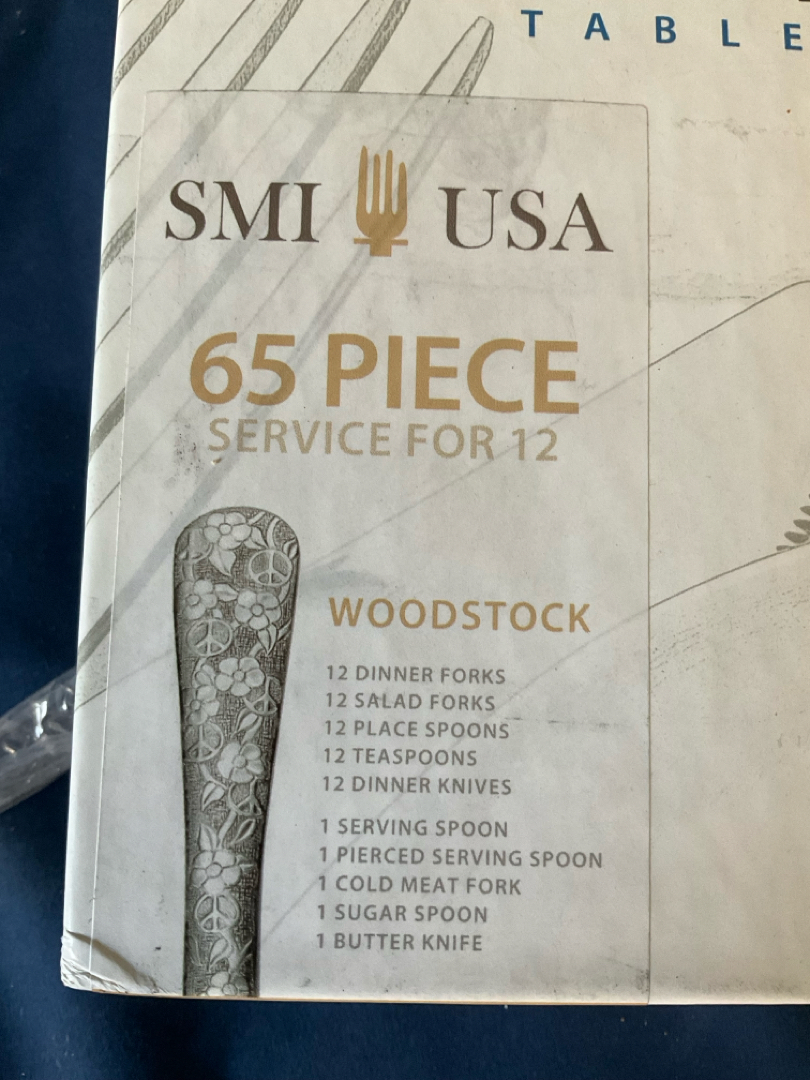 TABLE
SMI USA
65 PIECE
SERVICE FOR 12
WOODSTOCK
12 DINNER FORKS
12 SALAD FORKS
12 PLACE SPOONS
12 TEASPOONS
12 DINNER KNIVES
1 SERVING SPOON
1 PIERCED SERVING SPOON
1 COLD MEAT FORK
1 SUGAR SPOON
1 BUTTER KNIFE